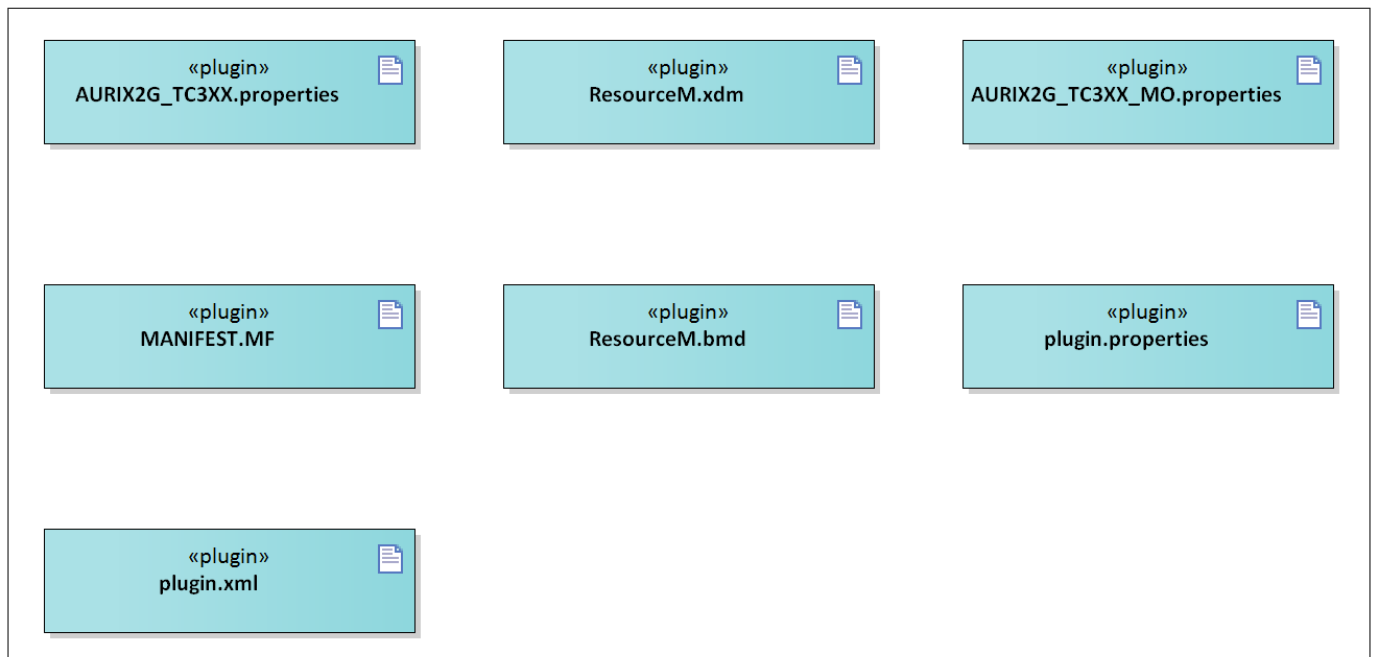 «plugin»
AURIX2G_TC3XX.properties
«plugin»
ResourceM.xdm
«plugin»
AURIX2G_TC3XX_MO.properties
«plugin»
MANIFEST.MF
«plugin»
ResourceM.bmd
«plugin»
plugin.properties
«plugin»
plugin.xml